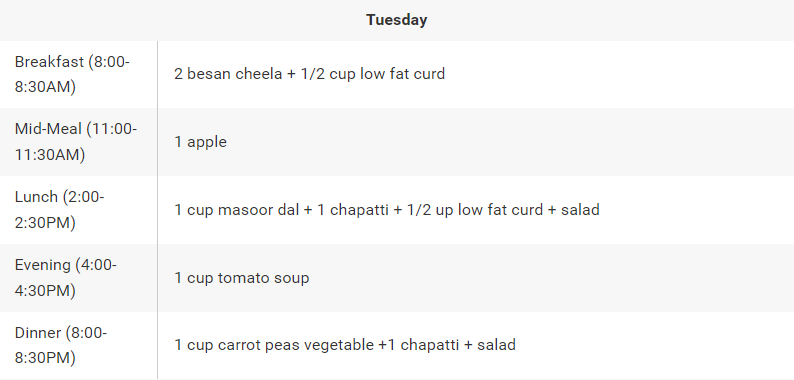 Tuesday
Breakfast (8:00-
8:30AM)
2 besan cheela + 1/2 cup low fat curd
Mid-Meal (11:00-
11:30AM)
1 apple
Lunch (2:00-
2:30PM)
1 cup masoor dal + 1 chapatti + 1/2 up low fat curd + salad
Evening (4:00-
4:30PM)
1 cup tomato soup
Dinner (8:00-
8:30PM)
1 cup carrot peas vegetable +1 chapatti + salad